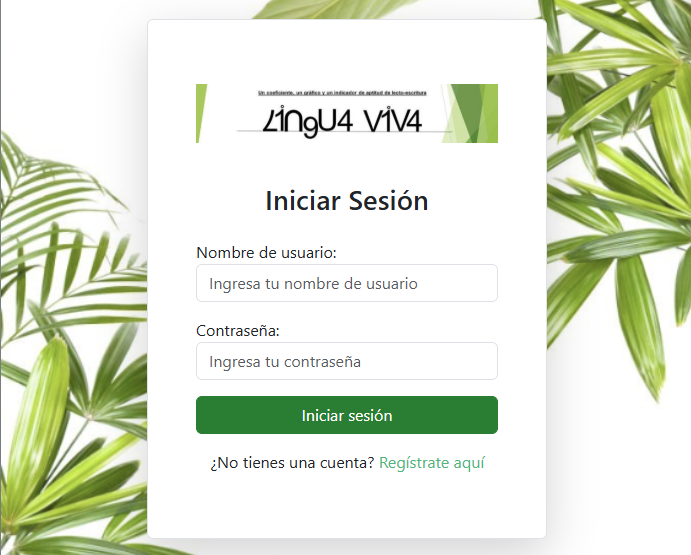 Un coeficiente, un gráfico y un indicador de aptitud de lecto-escritura
LingU4 ViV4
Iniciar Sesión
Nombre de usuario:
Ingresa tu nombre de usuario
Contraseña:
Ingresa tu contraseña
Iniciar sesión
¿No tienes una cuenta? Regístrate aquí